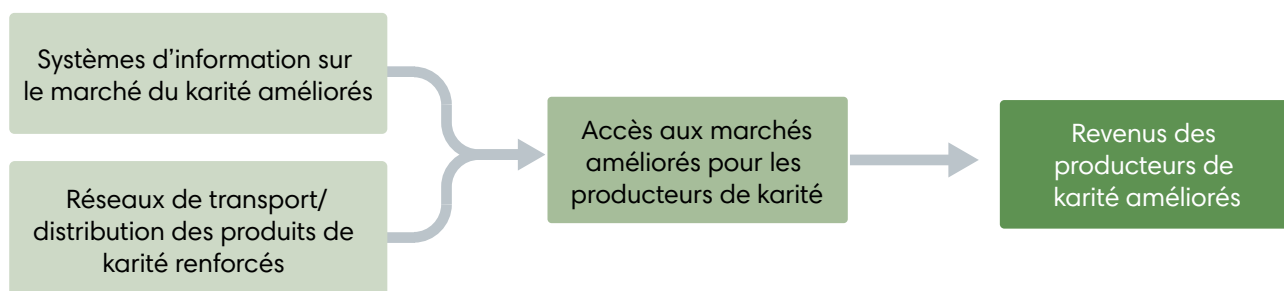 Systèmes d’information sur
le marché du karité améliorés
Réseaux de transport/
distribution des produits de
karité renforcés
Accès aux marchés
améliorés pour les
producteurs de karité
Revenus des
producteurs de
karité améliorés